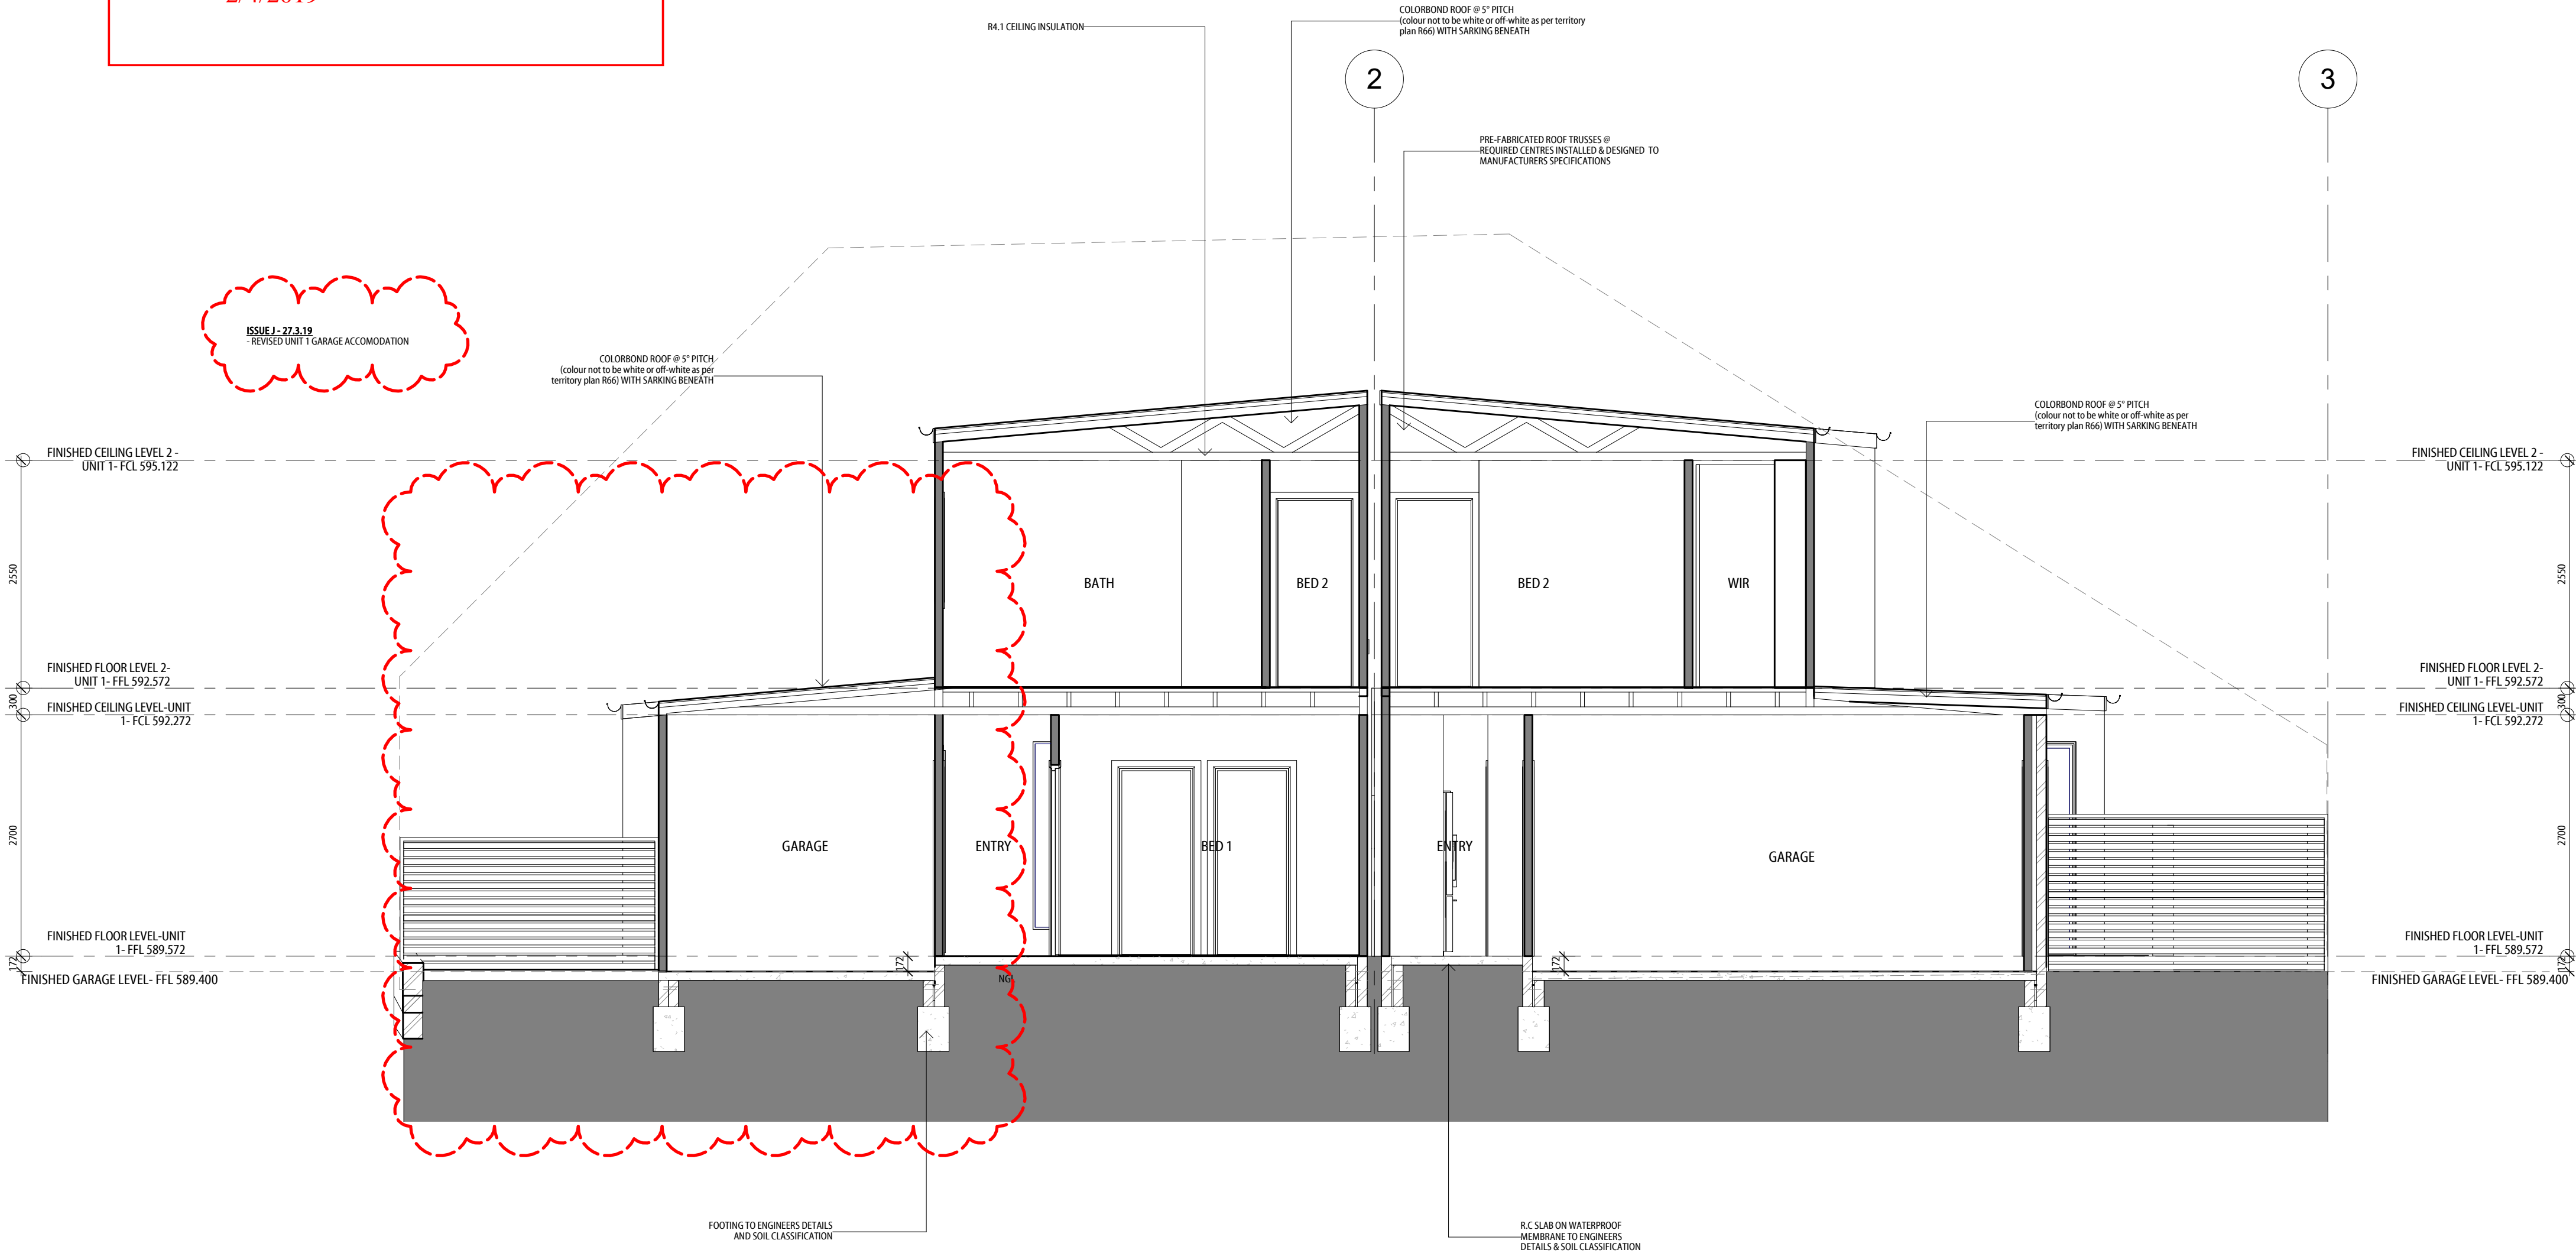 2/4/2019
R4.1 CEILING INSULATION
COLORBOND ROOF @ 5° PITCH
(colour not to be white or off-white as per territory
plan R66) WITH SARKING BENEATH
2
3
PRE-FABRICATED ROOF TRUSSES @
REQUIRED CENTRES INSTALLED & DESIGNED TO
MANUFACTURERS SPECIFICATIONS
ISSUE J - 27.3.19
- REVISED UNIT 1 GARAGE ACCOMODATION
COLORBOND ROOF @ 5° PITCH
(colour not to be white or off-white as per
territory plan R66) WITH SARKING BENEATH
COLORBOND ROOF @ 5° PITCH
(colour not to be white or off-white as per
territory plan R66) WITH SARKING BENEATH
FINISHED CEILING LEVEL 2 -
UNIT 1- FCL 595.122
FINISHED CEILING LEVEL 2 -
UNIT 1- FCL 595.122
2550
BATH
BED 2
BED 2
WIR
2550
FINISHED FLOOR LEVEL 2-
UNIT 1- FFL 592.572
FINISHED FLOOR LEVEL 2-
UNIT 1- FFL 592.572
300
300
FINISHED CEILING LEVEL-UNIT
1- FCL 592.272
FINISHED CEILING LEVEL-UNIT
1- FCL 592.272
2700
GARAGE
ENTRY
BED 1
ENTRY
GARAGE
2700
FINISHED FLOOR LEVEL-UNIT
1- FFL 589.572
FINISHED FLOOR LEVEL-UNIT
1- FFL 589.572
172
172
172
172
FINISHED GARAGE LEVEL- FFL 589.400
NG
FINISHED GARAGE LEVEL- FFL 589.400
FOOTING TO ENGINEERS DETAILS
AND SOIL CLASSIFICATION
R.C SLAB ON WATERPROOF
MEMBRANE TO ENGINEERS
DETAILS & SOIL CLASSIFICATION